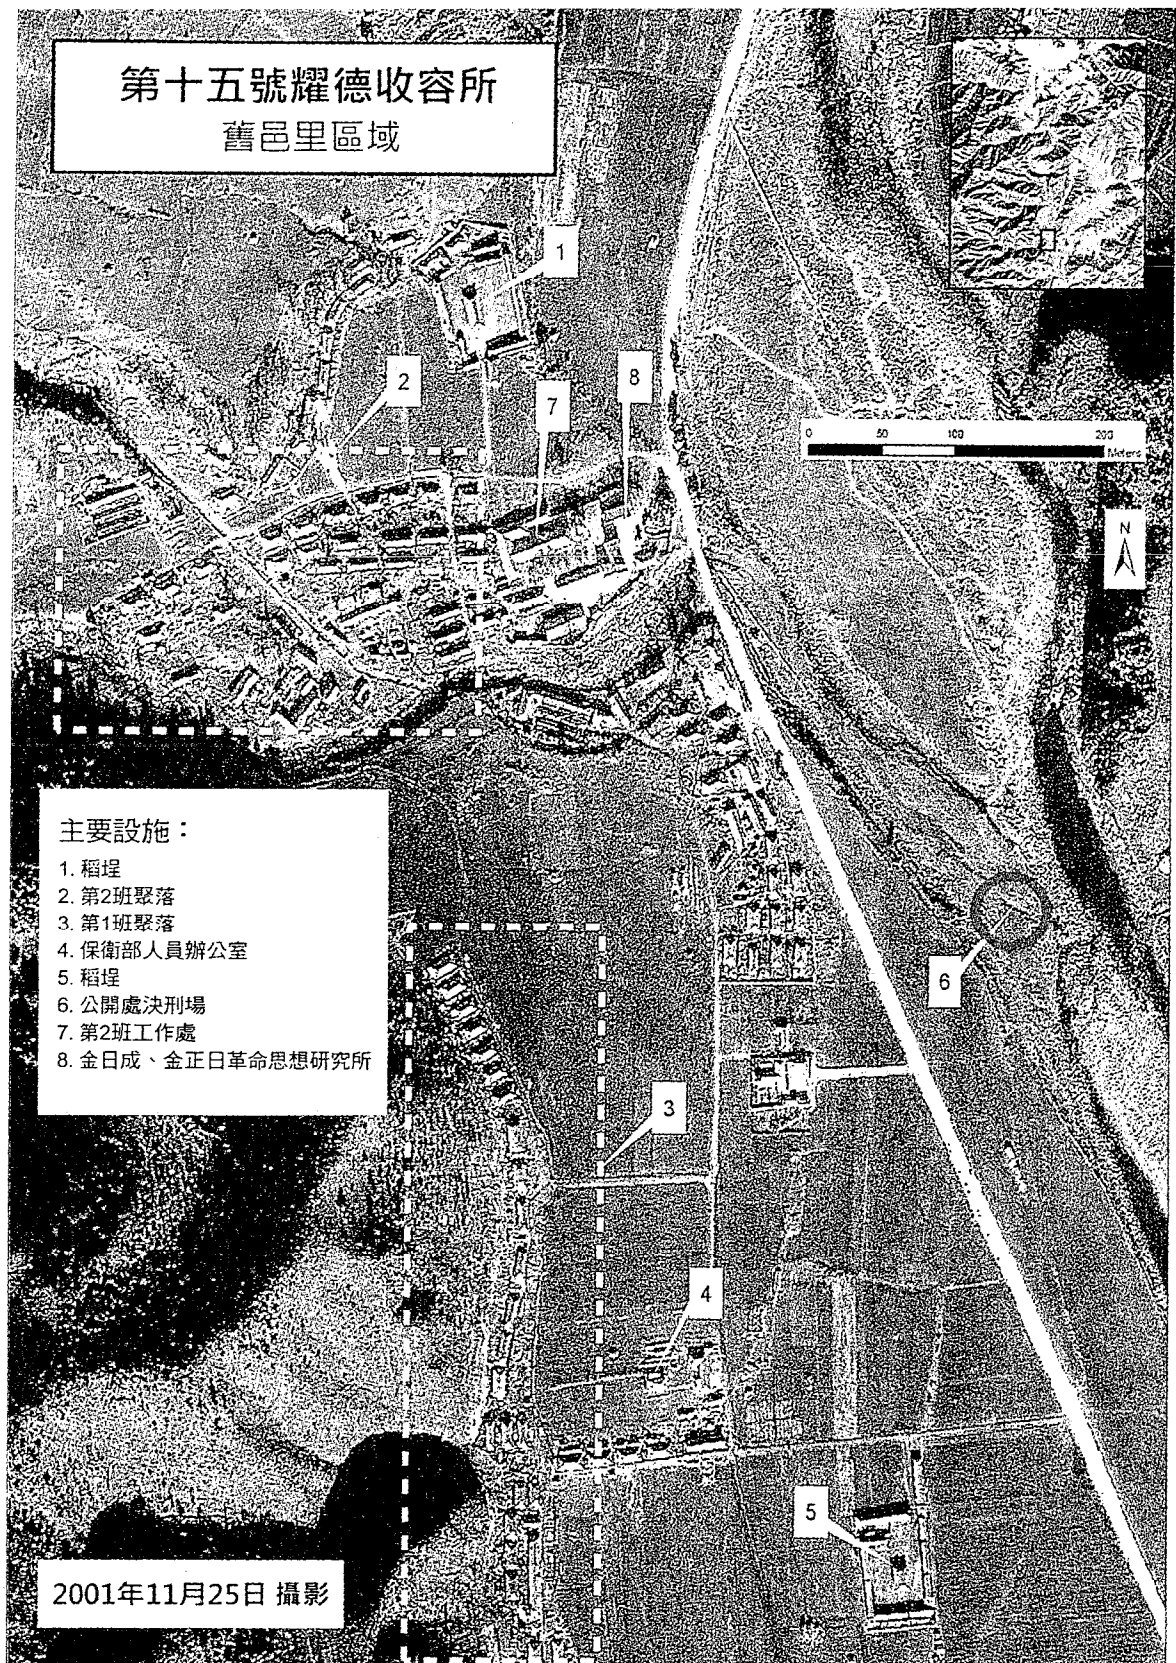 第十五號耀德收容所
舊邑里區域
1
2
7
8
0 50 100 200
Meters
N
主要設施：
1. 稻埕
2. 第2班聚落
3. 第1班聚落
4. 保衛部人員辦公室
5. 稻埕
6. 公開處決刑場
7. 第2班工作處
8. 金日成、金正日革命思想研究所
6
3
4
5
2001年11月25日 攝影